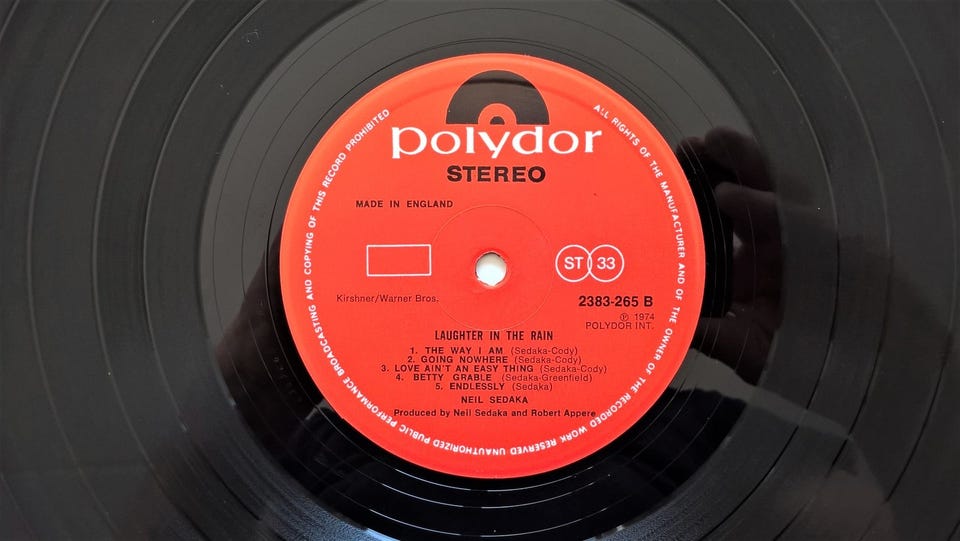 polydor
STEREO
MADE IN ENGLAND
ST 33
Kirshner/Warner Bros.
2383-265 B
℗ 1974
POLYDOR INT.
LAUGHTER IN THE RAIN
1. THE WAY I AM (Sedaka-Cody)
2. GOING NOWHERE (Sedaka-Cody)
3. LOVE AIN'T AN EASY THING (Sedaka-Cody)
4. BETTY GRABLE (Sedaka-Greenfield)
5. ENDLESSLY (Sedaka)
NEIL SEDAKA
Produced by Neil Sedaka and Robert Appere
ALL RIGHTS OF THE MANUFACTURER AND OF THE OWNER OF THE RECORDED WORK RESERVED UNAUTHORIZED PUBLIC PERFORMANCE BROADCASTING AND COPYING OF THIS RECORD PROHIBITED